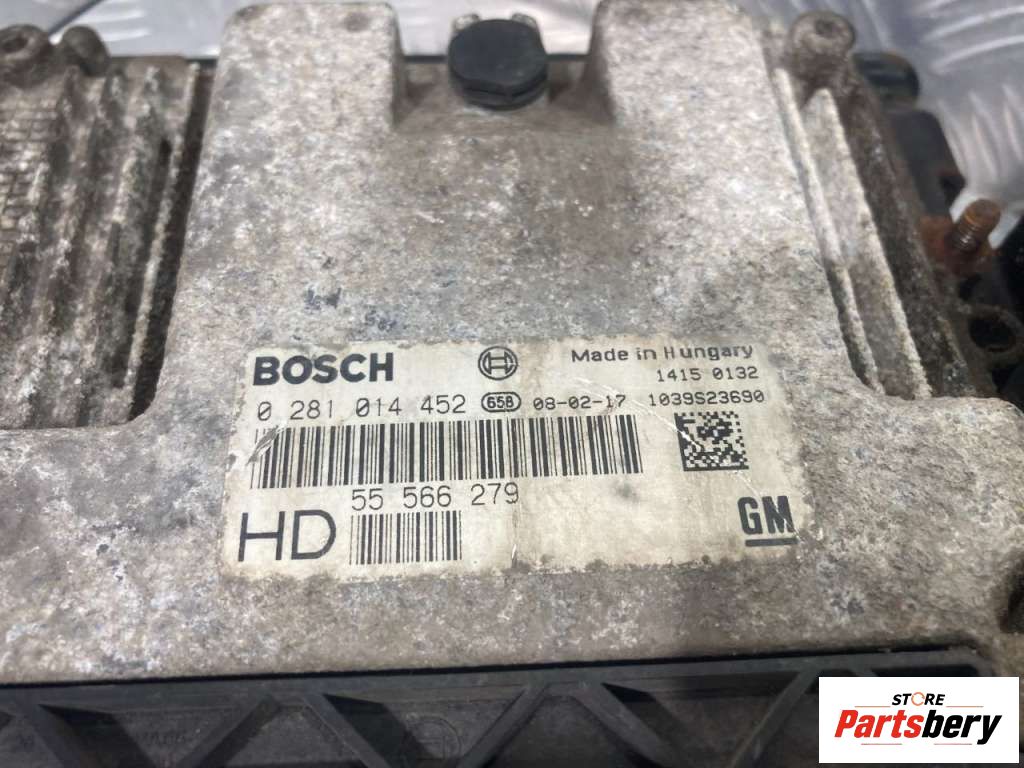 BOSCH
Made in Hungary
1415 0132
0 281 014 452 658 08-02-17 1039S23690
55 566 279
HD
GM
STORE
Partsbery